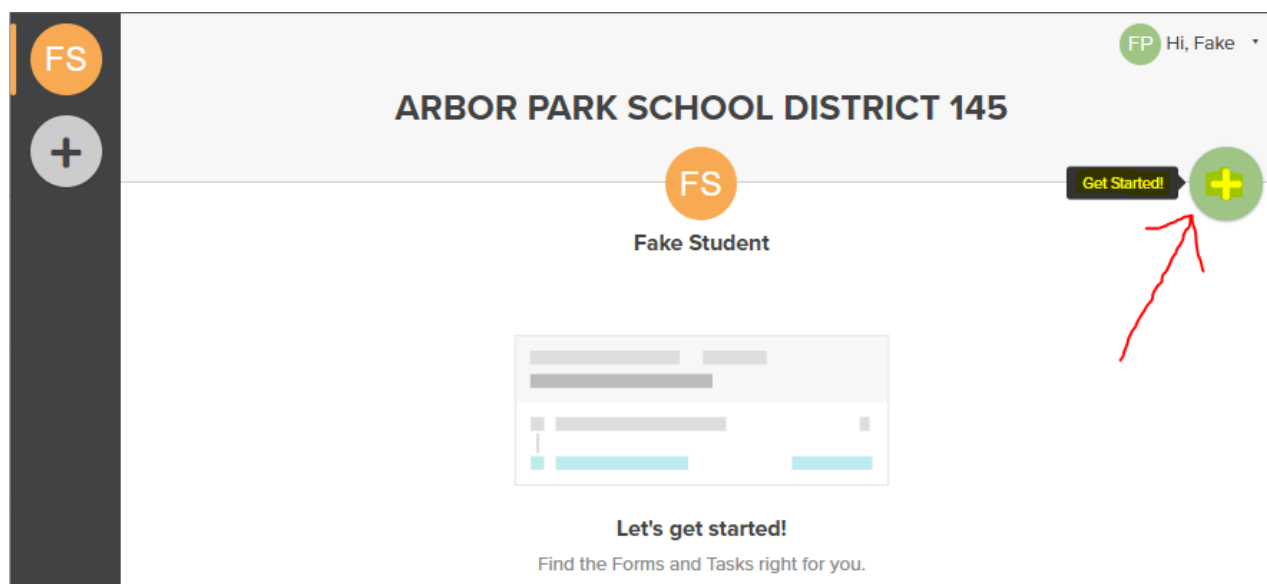 FS
FP Hi, Fake
ARBOR PARK SCHOOL DISTRICT 145
FS
Get Started!
Fake Student
Let's get started!
Find the Forms and Tasks right for you.